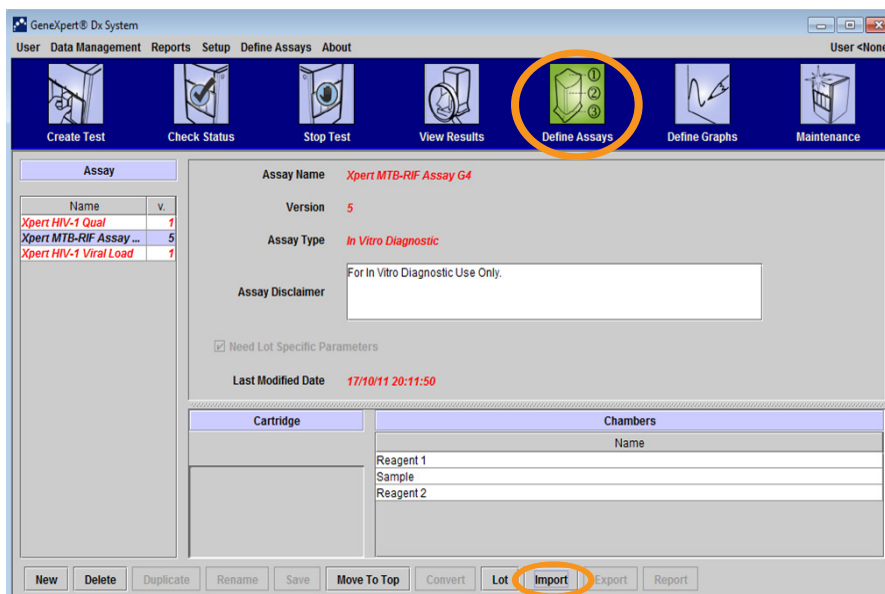 GeneXpert® Dx System
User Data Management Reports Setup Define Assays About User <None
Create Test Check Status Stop Test View Results Define Assays Define Graphs Maintenance
① ② ③
Assay
Name v.
Xpert HIV-1 Qual 1
Xpert MTB-RIF Assay ... 5
Xpert HIV-1 Viral Load 1
Assay Name Xpert MTB-RIF Assay G4
Version 5
Assay Type In Vitro Diagnostic
Assay Disclaimer For In Vitro Diagnostic Use Only.
Need Lot Specific Parameters
Last Modified Date 17/10/11 20:11:50
Cartridge
Chambers
Name
Reagent 1
Sample
Reagent 2
New Delete Duplicate Rename Save Move To Top Convert Lot Import Export Report